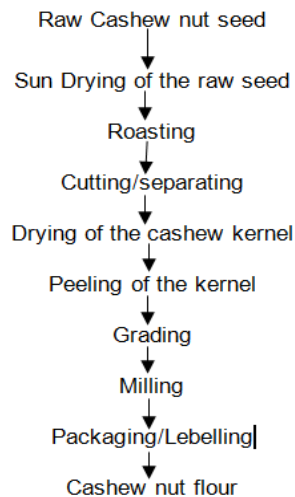 Raw Cashew nut seed
Sun Drying of the raw seed
Roasting
Cutting/separating
Drying of the cashew kernel
Peeling of the kernel
Grading
Milling
Packaging/Lebelling
Cashew nut flour